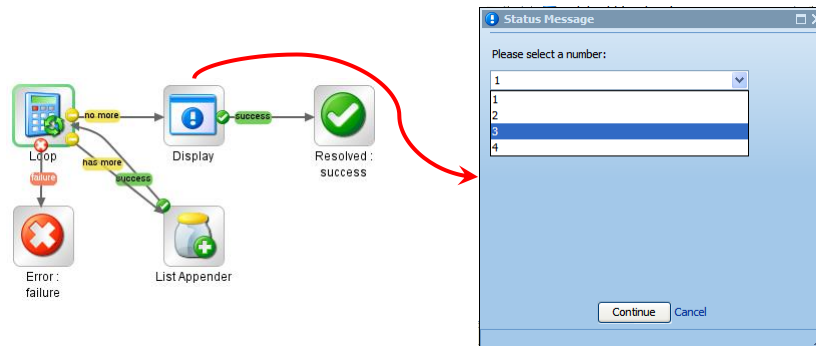 Status Message
Please select a number:
1
1
2
3
4
Continue Cancel
no more
success
Loop
Display
Resolved :
success
has more
success
failure
Error :
failure
List Appender